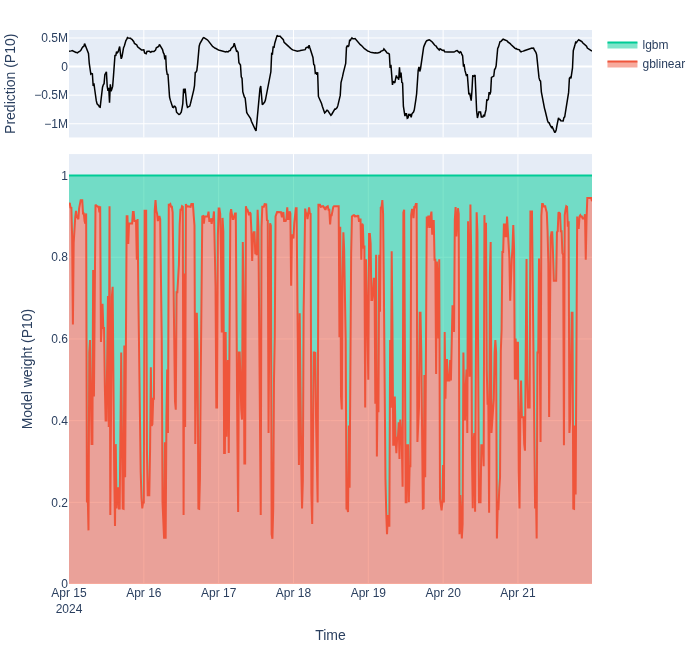 Prediction (P10)
0.5M
0
−0.5M
−1M
lgbm
gblinear
Model weight (P10)
1
0.8
0.6
0.4
0.2
0
Apr 15 Apr 16 Apr 17 Apr 18 Apr 19 Apr 20 Apr 21
2024
Time